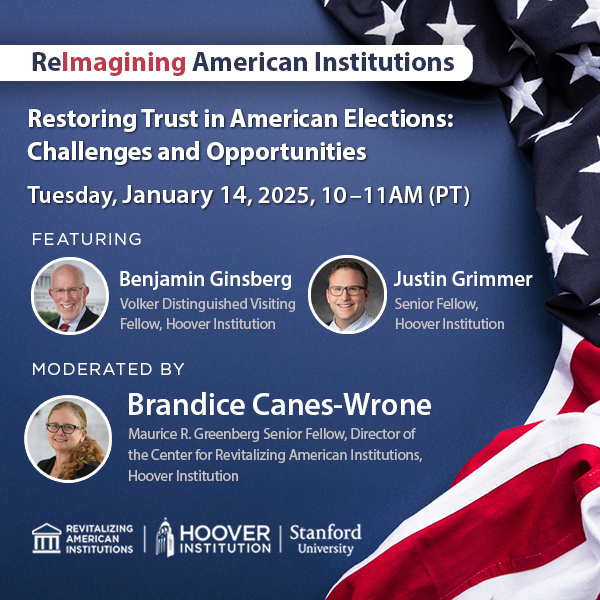 ReImagining American Institutions
Restoring Trust in American Elections:
Challenges and Opportunities
Tuesday, January 14, 2025, 10–11AM (PT)
FEATURING
Benjamin Ginsberg
Volker Distinguished Visiting
Fellow, Hoover Institution
Justin Grimmer
Senior Fellow,
Hoover Institution
MODERATED BY
Brandice Canes-Wrone
Maurice R. Greenberg Senior Fellow, Director of
the Center for Revitalizing American Institutions,
Hoover Institution
REVITALIZING
AMERICAN
INSTITUTIONS
HOOVER
INSTITUTION
Stanford
University